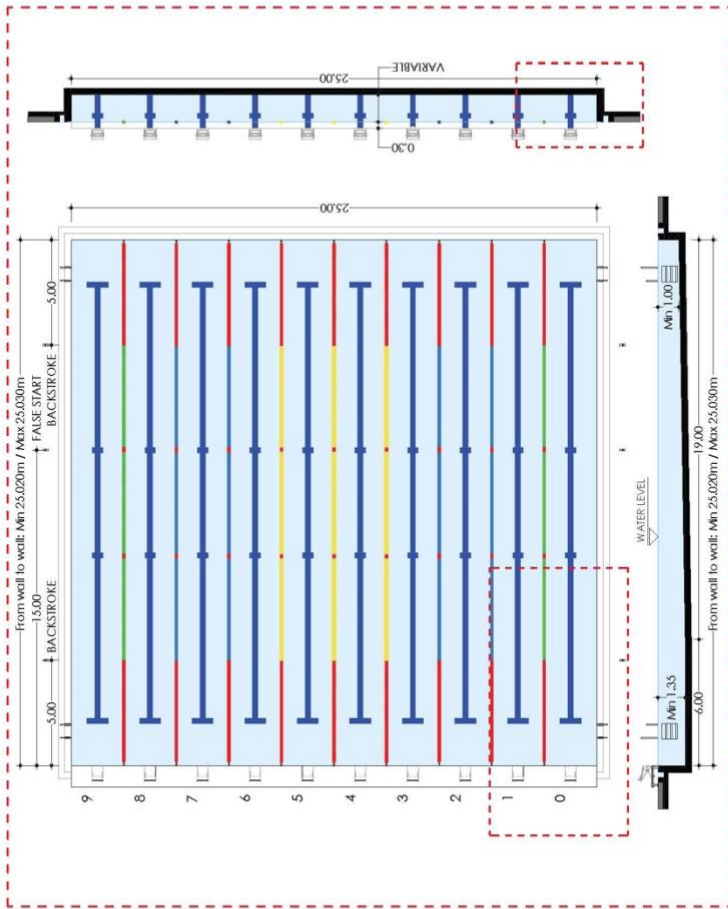 25.00
VARIABLE
0.30
25.00
From wall to wall: Min 25.020m / Max 25.030m
5.00
15.00
5.00
BACKSTROKE
FALSE START
BACKSTROKE
9
8
7
6
5
4
3
2
1
0
WATER LEVEL
Min 1.35
Min 1.00
6.00
19.00
From wall to wall: Min 25.020m / Max 25.030m